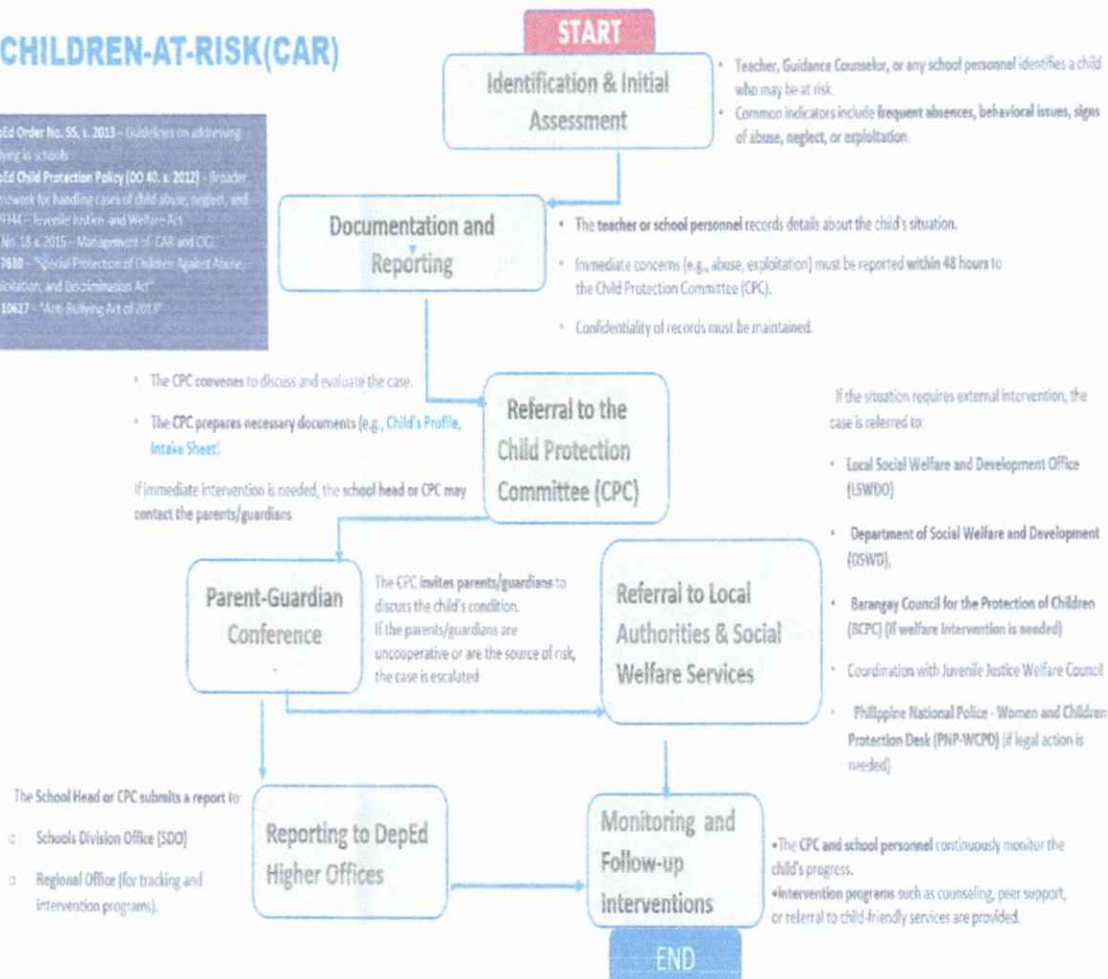 CHILDREN-AT-RISK(CAR)
Ed Order No. 55, s. 2013 – Guidelines on addressing
ying in schools
Ed Child Protection Policy (DO 40, s. 2012) – Broader
mework for handling cases of child abuse, neglect, and
9344 – Juvenile Justice and Welfare Act
No. 18 s. 2015 – Management of CAR and CICL
7610 – "Special Protection of Children Against Abuse,
loitation, and Discrimination Act"
10627 – "Anti-Bullying Act of 2013"
START
Identification & Initial
Assessment
• Teacher, Guidance Counselor, or any school personnel identifies a child
who may be at risk.
• Common indicators include frequent absences, behavioral issues, signs
of abuse, neglect, or exploitation.
Documentation and
Reporting
• The teacher or school personnel records details about the child's situation.
• Immediate concerns (e.g., abuse, exploitation) must be reported within 48 hours to
the Child Protection Committee (CPC).
• Confidentiality of records must be maintained.
• The CPC convenes to discuss and evaluate the case.
• The CPC prepares necessary documents (e.g., Child's Profile,
Intake Sheet)
If immediate intervention is needed, the school head or CPC may
contact the parents/guardians
Referral to the
Child Protection
Committee (CPC)
If the situation requires external intervention, the
case is referred to:
• Local Social Welfare and Development Office
(LSWDO)
• Department of Social Welfare and Development
(DSWD),
• Barangay Council for the Protection of Children
(BCPC) (if welfare intervention is needed)
• Coordination with Juvenile Justice Welfare Council
• Philippine National Police - Women and Children
Protection Desk (PNP-WCPD) (if legal action is
needed)
Parent-Guardian
Conference
The CPC invites parents/guardians to
discuss the child's condition.
If the parents/guardians are
uncooperative or are the source of risk,
the case is escalated
Referral to Local
Authorities & Social
Welfare Services
The School Head or CPC submits a report to:
o Schools Division Office (SDO)
o Regional Office (for tracking and
intervention programs).
Reporting to DepEd
Higher Offices
Monitoring and
Follow-up
Interventions
•The CPC and school personnel continuously monitor the
child's progress.
•Intervention programs such as counseling, peer support,
or referral to child-friendly services are provided.
END